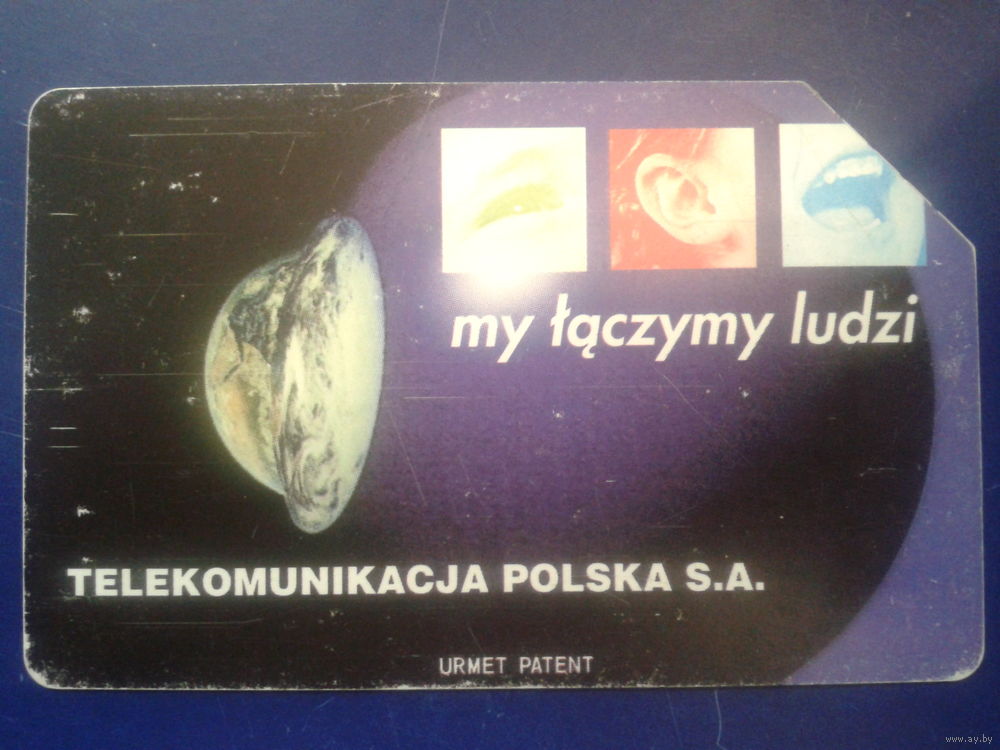 my łączymy ludzi
TELEKOMUNIKACJA POLSKA S.A.
URMET PATENT
www.ay.by